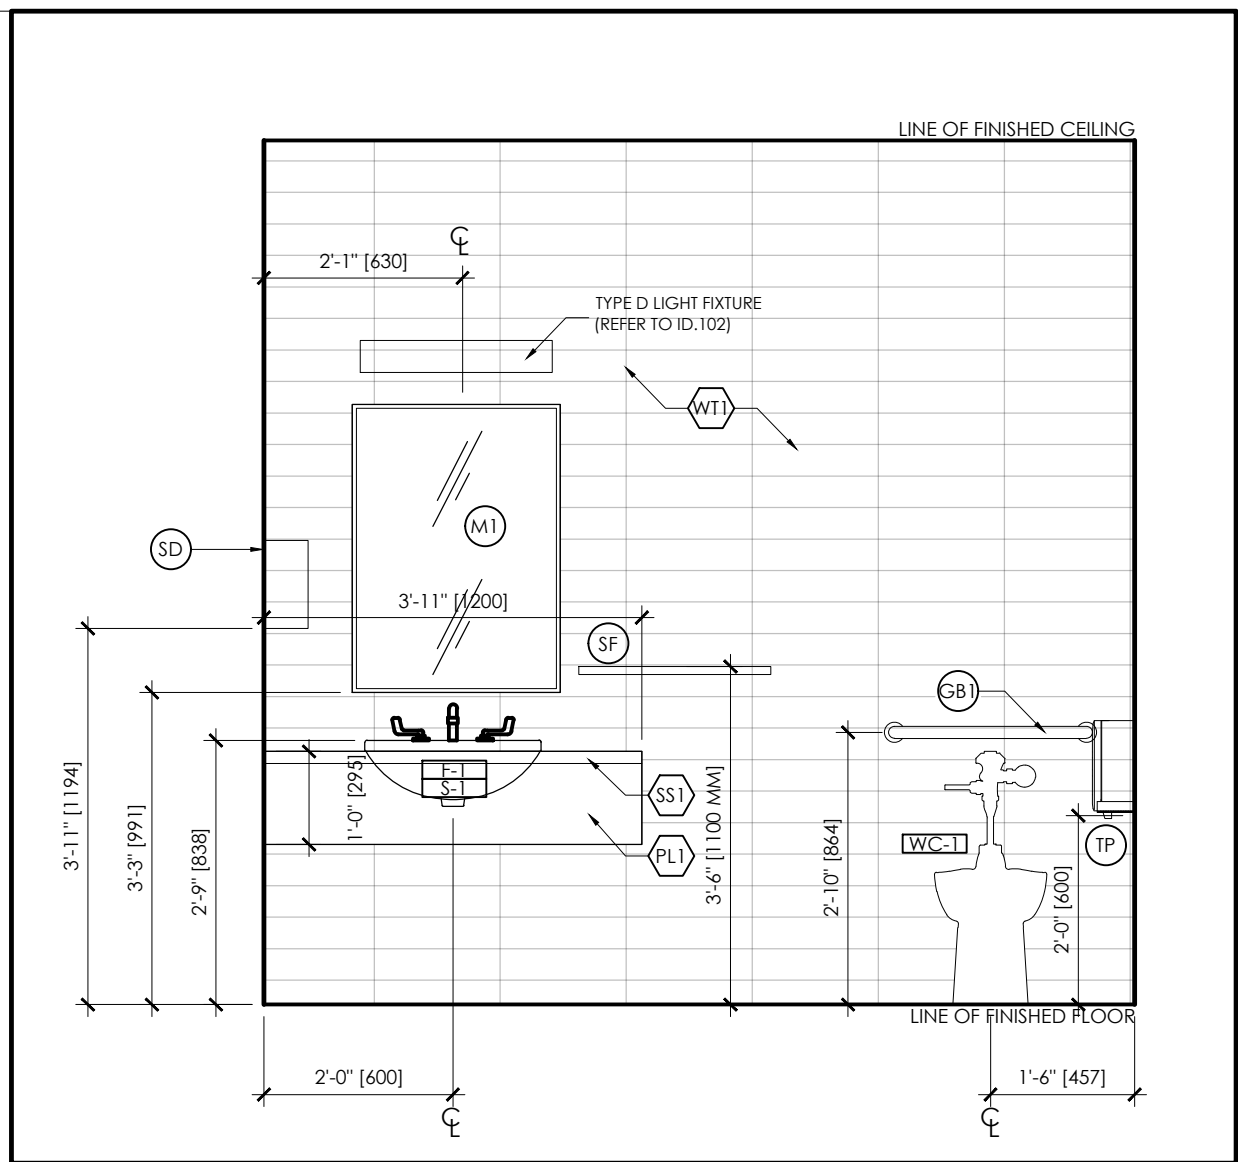 LINE OF FINISHED CEILING
℄
2'-1" [630]
TYPE D LIGHT FIXTURE
(REFER TO ID.102)
WT1
M1
SD
3'-11" [1200]
SF
GB1
F-1
S-1
1'-0" [295]
SS1
PL1
3'-6" [1100 MM]
2'-10" [864]
WC-1
TP
2'-0" [600]
3'-11" [1194]
3'-3" [991]
2'-9" [838]
LINE OF FINISHED FLOOR
2'-0" [600]
1'-6" [457]
℄
℄